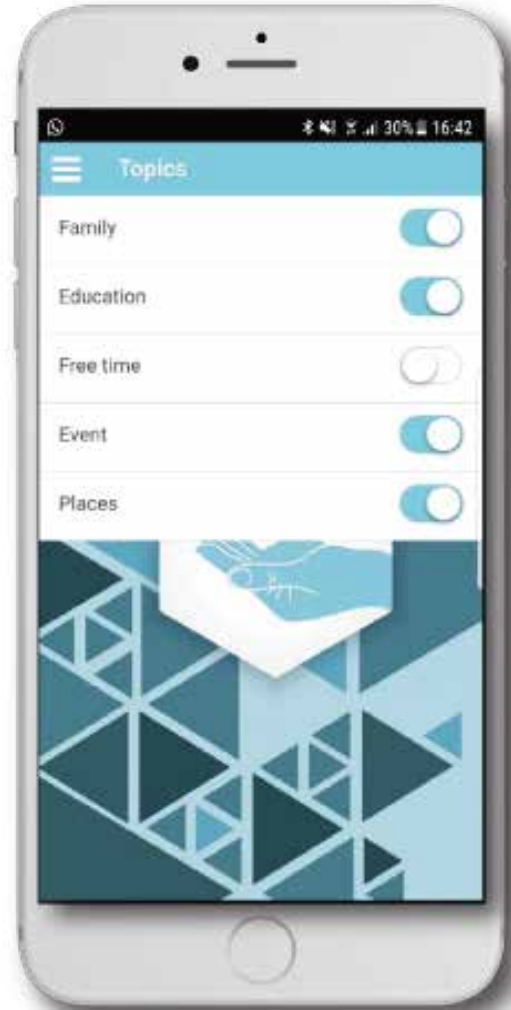 30% 16:42
Topics
Family
Education
Free time
Event
Places